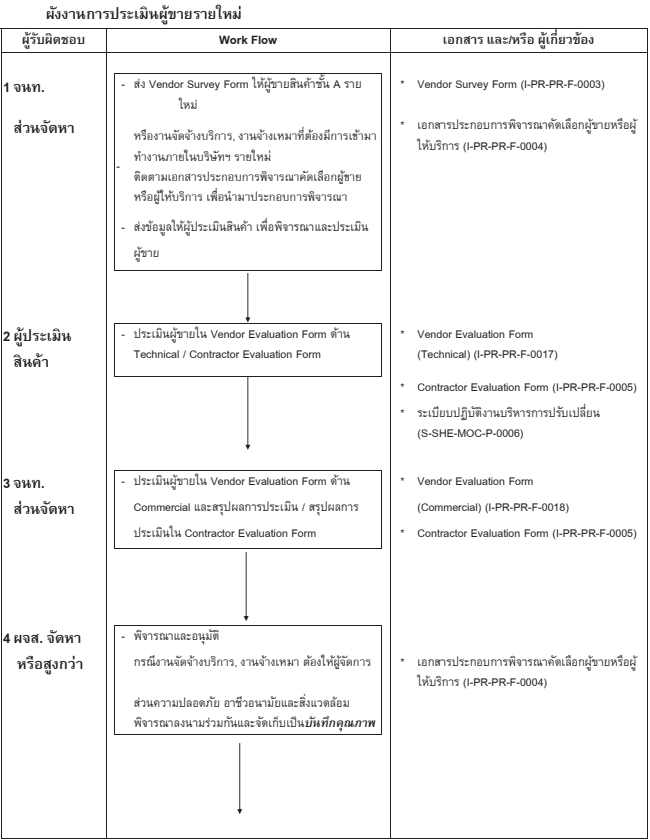 ผังงานการประเมินผู้ขายรายใหม่
ผู้รับผิดชอบ
Work Flow
เอกสาร และ/หรือ ผู้เกี่ยวข้อง
1 จนท.
ส่วนจัดหา
- ส่ง Vendor Survey Form ให้ผู้ขายสินค้าชั้น A ราย
ใหม่
หรืองานจัดจ้างบริการ, งานจ้างเหมาที่ต้องมีการเข้ามา
ทำงานภายในบริษัทฯ รายใหม่
- ติดตามเอกสารประกอบการพิจารณาคัดเลือกผู้ขาย
หรือผู้ให้บริการ เพื่อนำมาประกอบการพิจารณา
- ส่งข้อมูลให้ผู้ประเมินสินค้า เพื่อพิจารณาและประเมิน
ผู้ขาย
* Vendor Survey Form (I-PR-PR-F-0003)
* เอกสารประกอบการพิจารณาคัดเลือกผู้ขายหรือผู้
ให้บริการ (I-PR-PR-F-0004)
2 ผู้ประเมิน
สินค้า
- ประเมินผู้ขายใน Vendor Evaluation Form ด้าน
Technical / Contractor Evaluation Form
* Vendor Evaluation Form
(Technical) (I-PR-PR-F-0017)
* Contractor Evaluation Form (I-PR-PR-F-0005)
* ระเบียบปฏิบัติงานบริหารการปรับเปลี่ยน
(S-SHE-MOC-P-0006)
3 จนท.
ส่วนจัดหา
- ประเมินผู้ขายใน Vendor Evaluation Form ด้าน
Commercial และสรุปผลการประเมิน / สรุปผลการ
ประเมินใน Contractor Evaluation Form
* Vendor Evaluation Form
(Commercial) (I-PR-PR-F-0018)
* Contractor Evaluation Form (I-PR-PR-F-0005)
4 ผจส. จัดหา
หรือสูงกว่า
- พิจารณาและอนุมัติ
กรณีงานจัดจ้างบริการ, งานจ้างเหมา ต้องให้ผู้จัดการ
ส่วนความปลอดภัย อาชีวอนามัยและสิ่งแวดล้อม
พิจารณาลงนามร่วมกันและจัดเก็บเป็นบันทึกคุณภาพ
* เอกสารประกอบการพิจารณาคัดเลือกผู้ขายหรือผู้
ให้บริการ (I-PR-PR-F-0004)